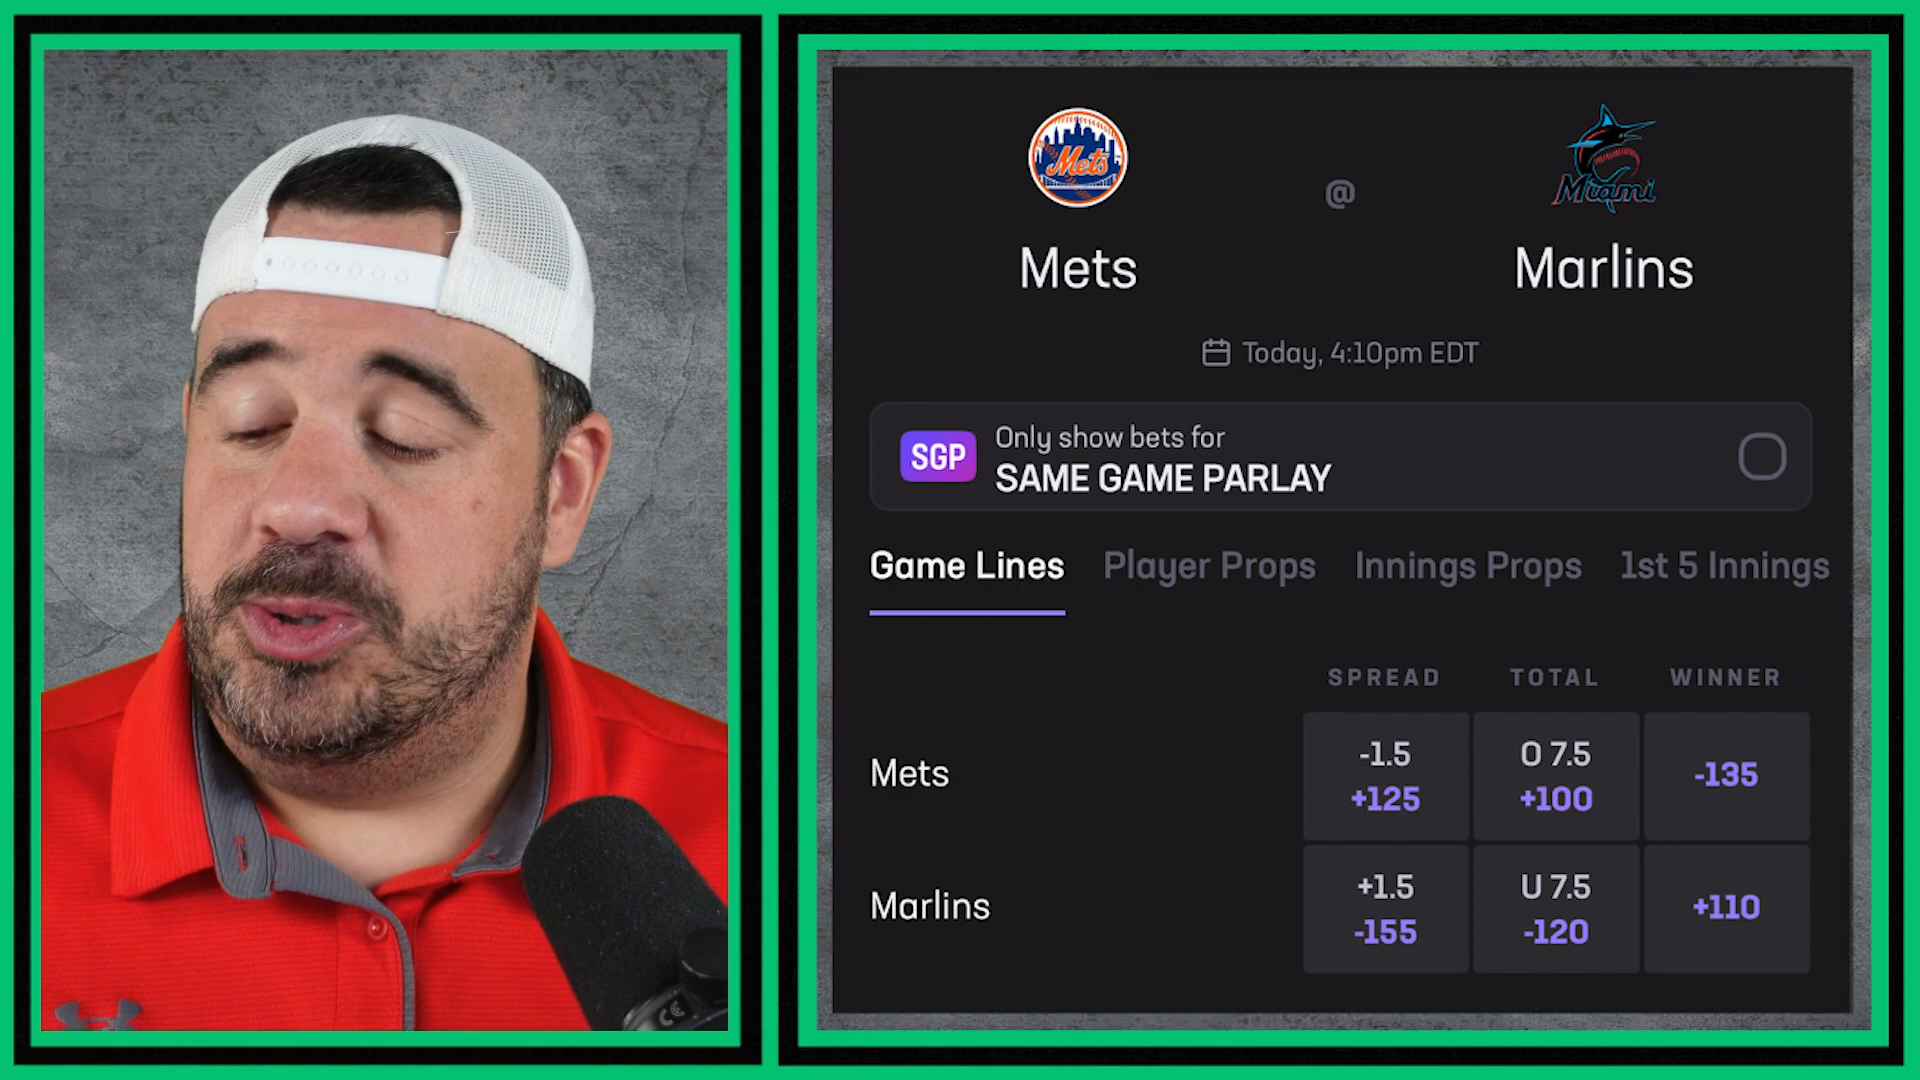 Mets
Miami
@
Mets
Marlins
Today, 4:10pm EDT
SGP
Only show bets for
SAME GAME PARLAY
Game Lines Player Props Innings Props 1st 5 Innings
SPREAD TOTAL WINNER
Mets
-1.5 O 7.5 -135
+125 +100
Marlins
+1.5 U 7.5 +110
-155 -120
CE